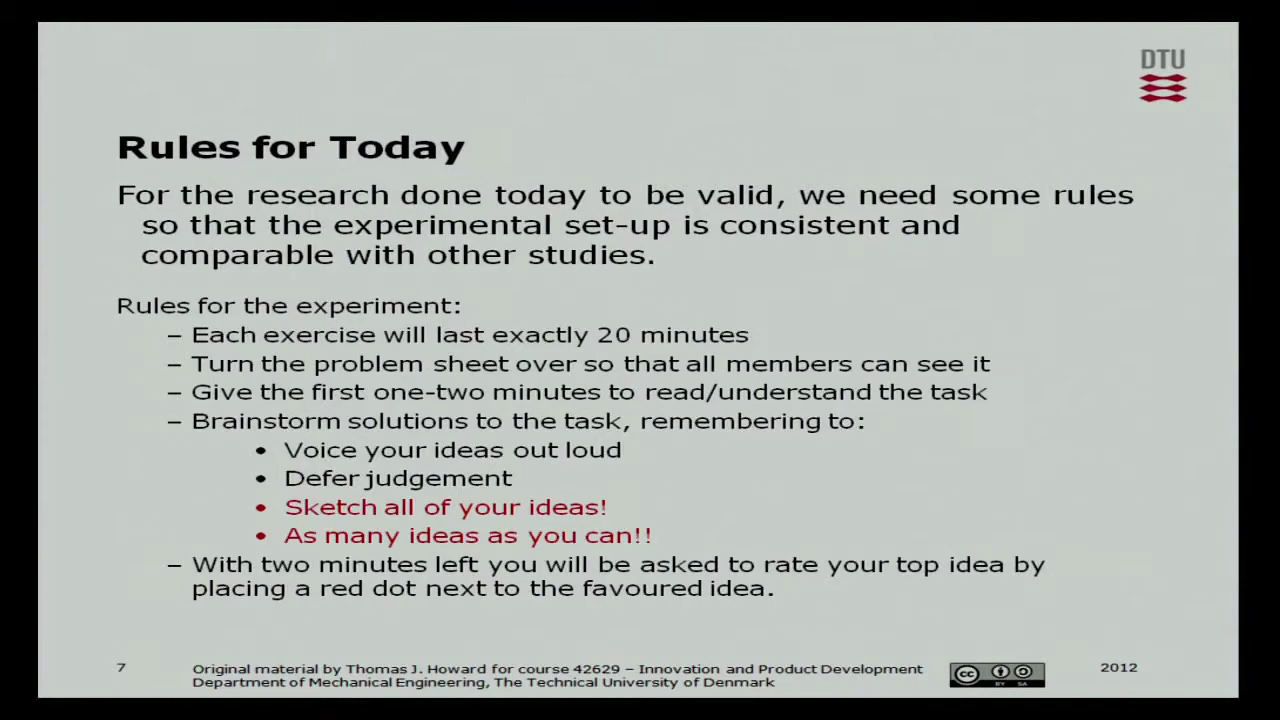 DTU
Rules for Today
For the research done today to be valid, we need some rules
so that the experimental set-up is consistent and
comparable with other studies.
Rules for the experiment:
– Each exercise will last exactly 20 minutes
– Turn the problem sheet over so that all members can see it
– Give the first one-two minutes to read/understand the task
– Brainstorm solutions to the task, remembering to:
• Voice your ideas out loud
• Defer judgement
• Sketch all of your ideas!
• As many ideas as you can!!
– With two minutes left you will be asked to rate your top idea by
placing a red dot next to the favoured idea.
7
Original material by Thomas J. Howard for course 42629 – Innovation and Product Development
Department of Mechanical Engineering, The Technical University of Denmark
cc BY SA
2012